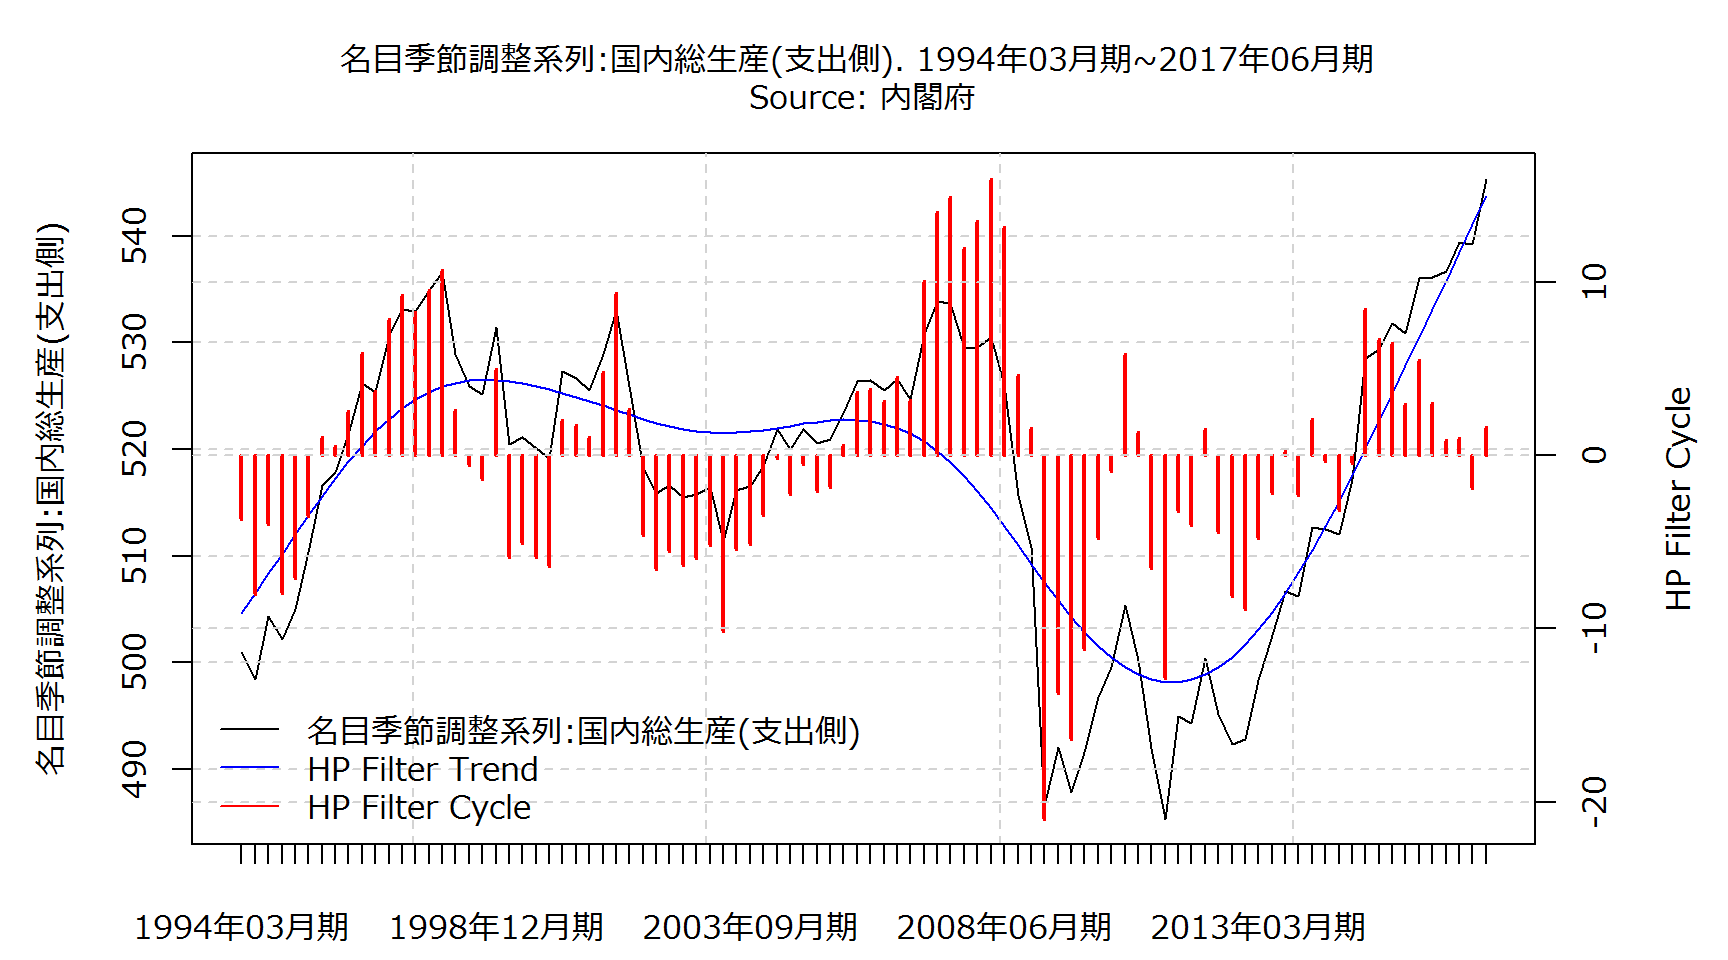 名目季節調整系列:国内総生産(支出側). 1994年03月期~2017年06月期
Source: 内閣府
名目季節調整系列:国内総生産(支出側)
540
530
520
510
500
490
10
0
-10
-20
HP Filter Cycle
名目季節調整系列:国内総生産(支出側)
HP Filter Trend
HP Filter Cycle
1994年03月期 1998年12月期 2003年09月期 2008年06月期 2013年03月期